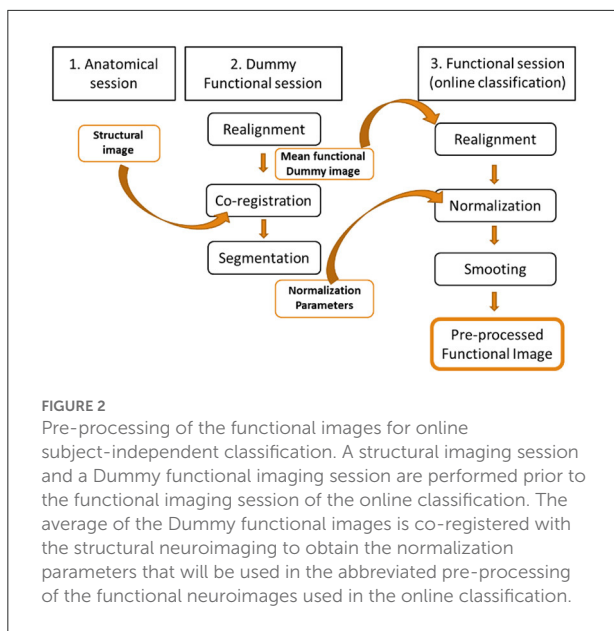 1. Anatomical
session
2. Dummy
Functional session
3. Functional session
(online classification)
Structural
image
Realignment
Mean functional
Dummy image
Co-registration
Segmentation
Normalization
Parameters
Realignment
Normalization
Smooting
Pre-processed
Functional Image
FIGURE 2
Pre-processing of the functional images for online
subject-independent classification. A structural imaging session
and a Dummy functional imaging session are performed prior to
the functional imaging session of the online classification. The
average of the Dummy functional images is co-registered with
the structural neuroimaging to obtain the normalization
parameters that will be used in the abbreviated pre-processing
of the functional neuroimages used in the online classification.